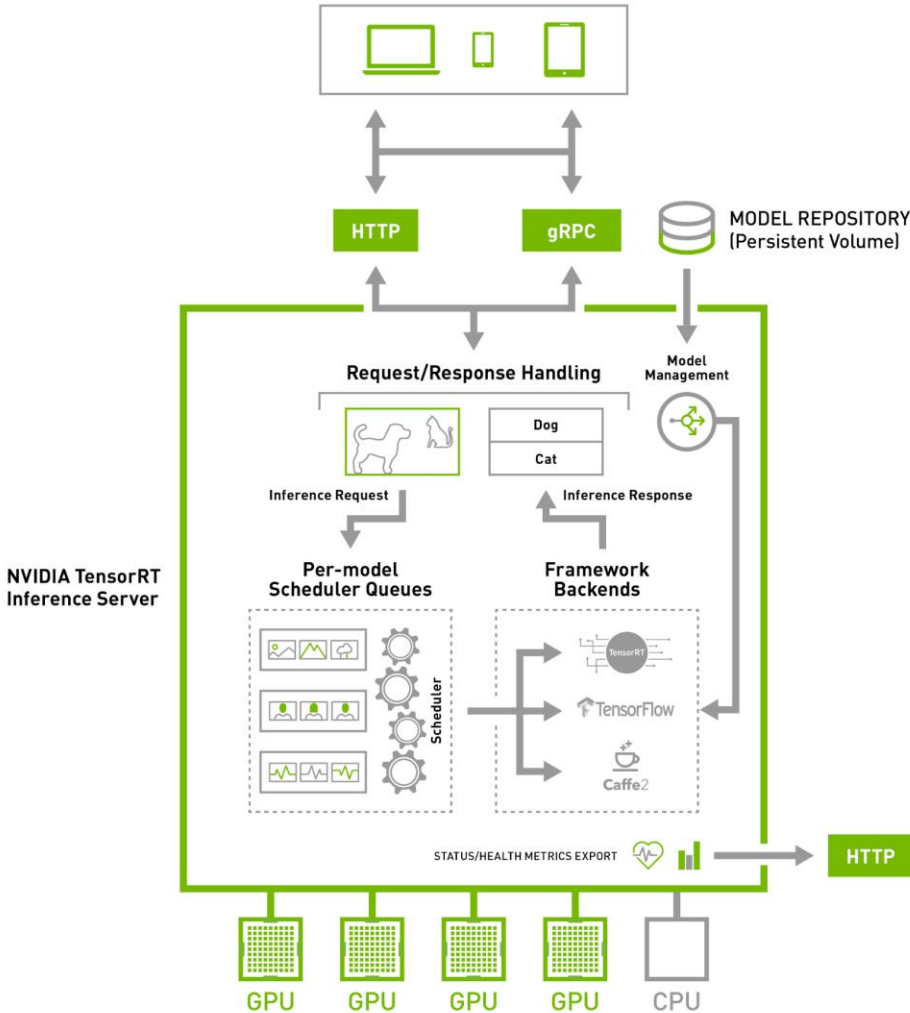 HTTP
gRPC
MODEL REPOSITORY
(Persistent Volume)
Request/Response Handling
Model
Management
Dog
Cat
Inference Request
Inference Response
NVIDIA TensorRT
Inference Server
Per-model
Scheduler Queues
Framework
Backends
Scheduler
TensorRT
TensorFlow
Caffe2
STATUS/HEALTH METRICS EXPORT
HTTP
GPU
GPU
GPU
GPU
CPU